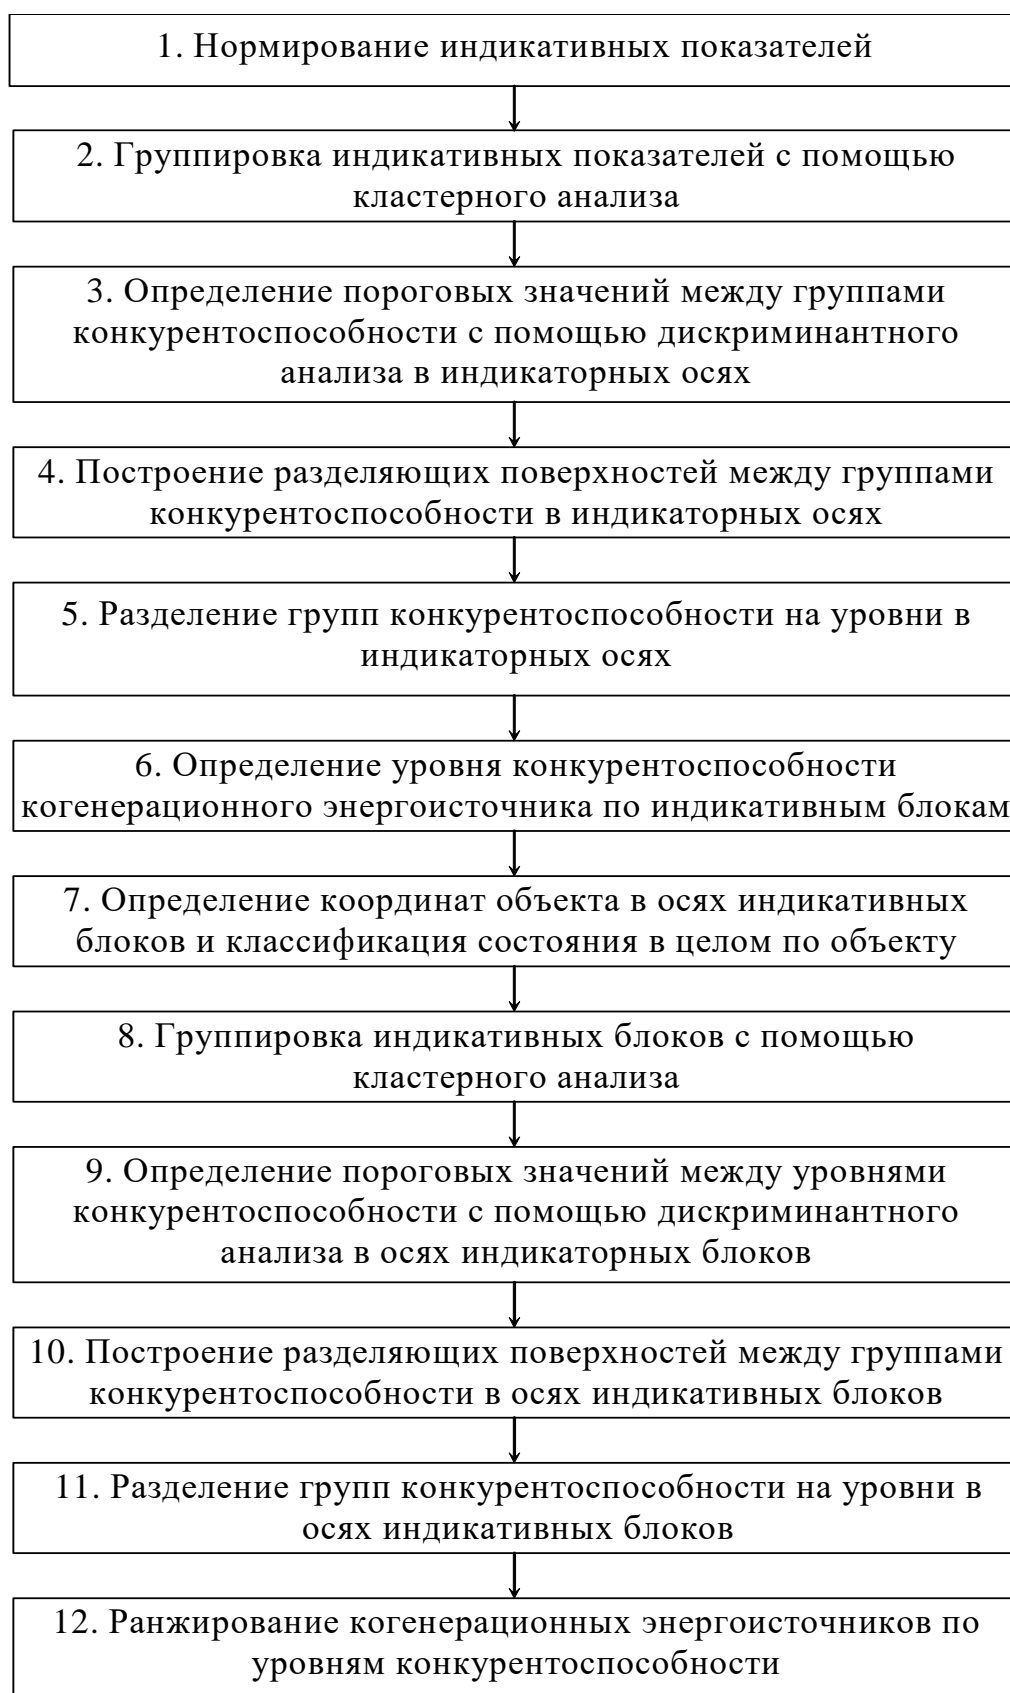 1. Нормирование индикативных показателей
2. Группировка индикативных показателей с помощью
кластерного анализа
3. Определение пороговых значений между группами
конкурентоспособности с помощью дискриминантного
анализа в индикаторных осях
4. Построение разделяющих поверхностей между группами
конкурентоспособности в индикаторных осях
5. Разделение групп конкурентоспособности на уровни в
индикаторных осях
6. Определение уровня конкурентоспособности
когенерационного энергоисточника по индикативным блокам
7. Определение координат объекта в осях индикативных
блоков и классификация состояния в целом по объекту
8. Группировка индикативных блоков с помощью
кластерного анализа
9. Определение пороговых значений между уровнями
конкурентоспособности с помощью дискриминантного
анализа в осях индикаторных блоков
10. Построение разделяющих поверхностей между группами
конкурентоспособности в осях индикативных блоков
11. Разделение групп конкурентоспособности на уровни в
осях индикативных блоков
12. Ранжирование когенерационных энергоисточников по
уровням конкурентоспособности